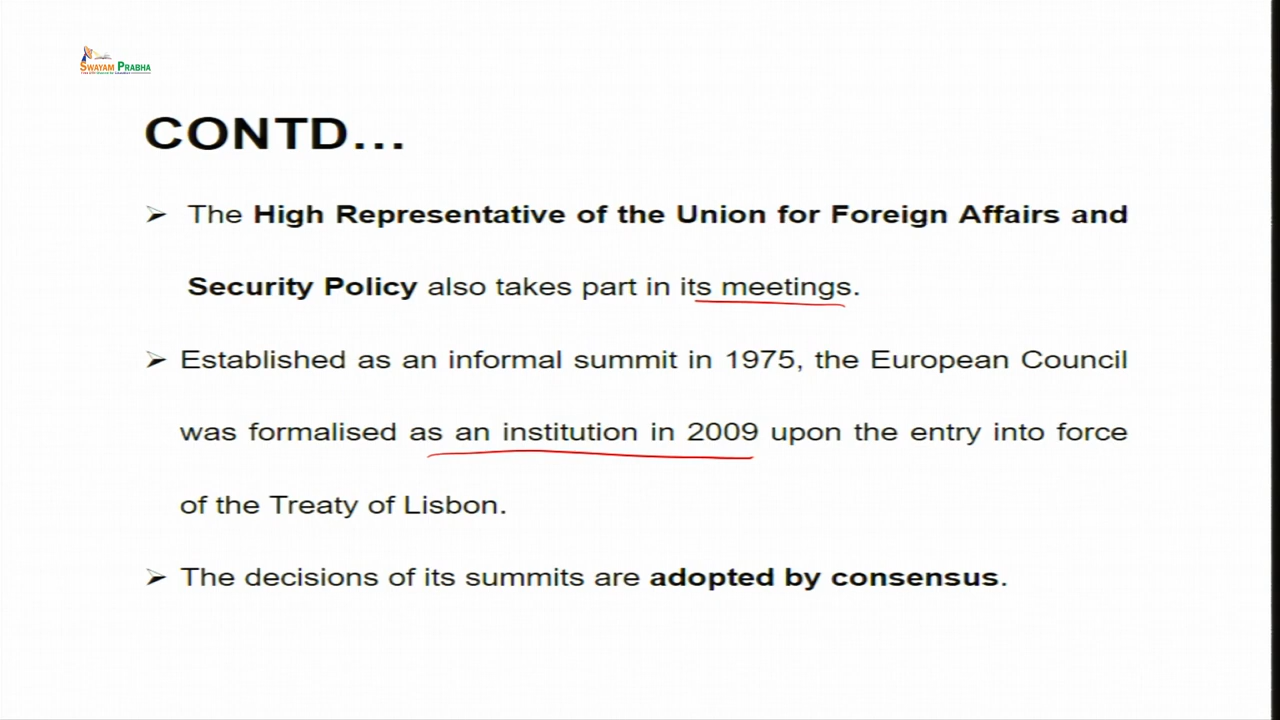 SWAYAM PRABHA
CONTD...
➢ The High Representative of the Union for Foreign Affairs and
Security Policy also takes part in its meetings.
➢ Established as an informal summit in 1975, the European Council
was formalised as an institution in 2009 upon the entry into force
of the Treaty of Lisbon.
➢ The decisions of its summits are adopted by consensus.